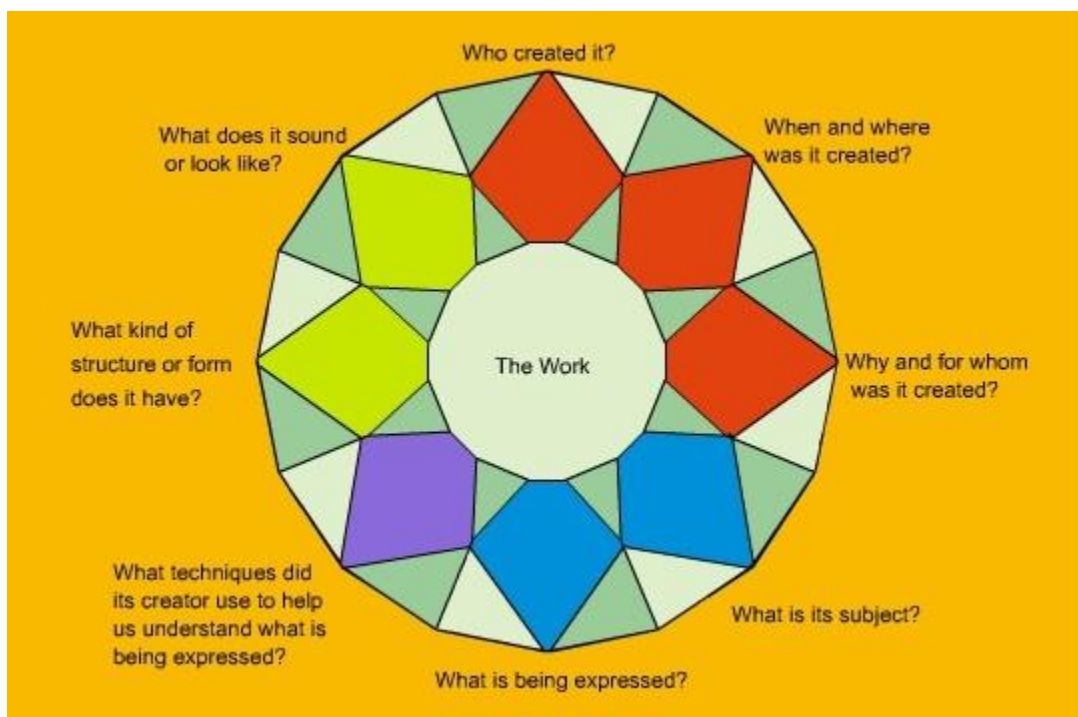 Who created it?
When and where
was it created?
Why and for whom
was it created?
What is its subject?
What is being expressed?
What techniques did
its creator use to help
us understand what is
being expressed?
What kind of
structure or form
does it have?
What does it sound
or look like?
The Work